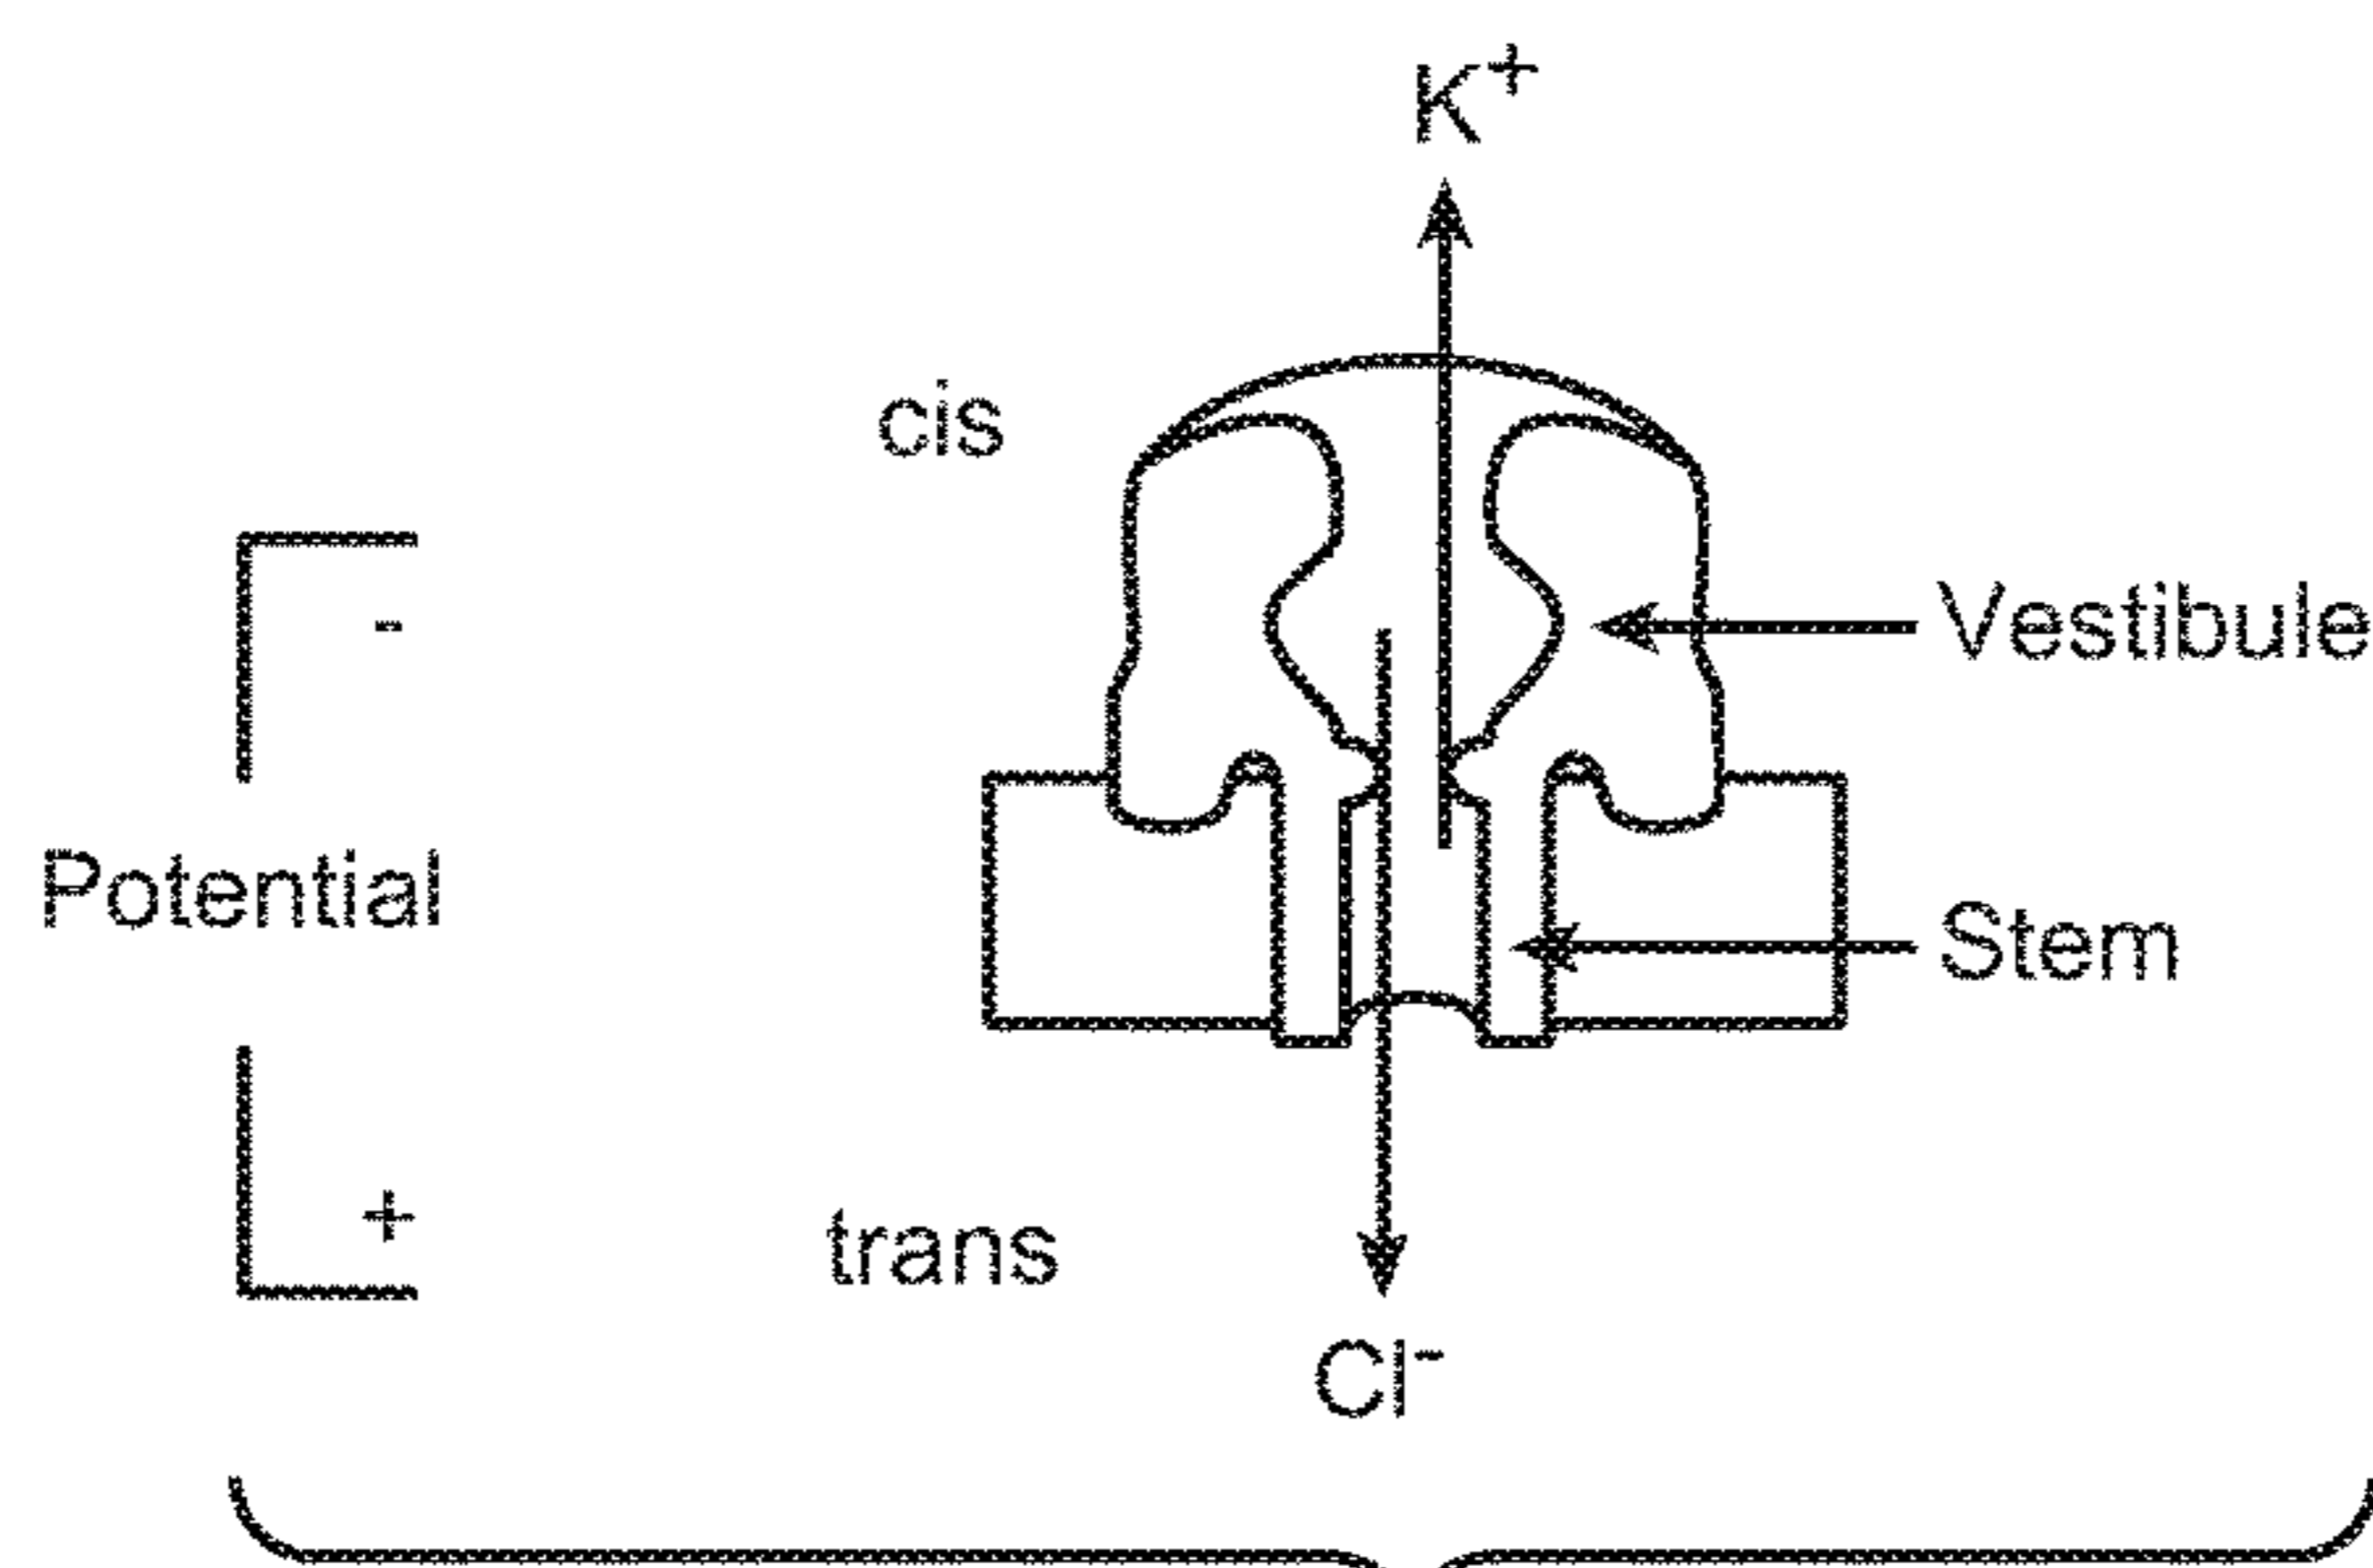 K⁺
cis
-
Vestibule
Potential
Stem
+
trans
Cl⁻